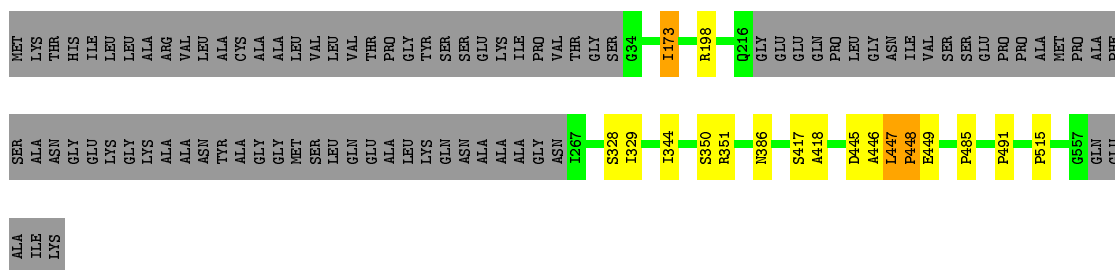 MET LYS THR HIS ILE LEU LEU ALA ARG VAL LEU ALA CYS ALA ALA LEU VAL LEU VAL THR PRO GLY TYR SER SER GLU LYS ILE PRO VAL THR GLY SER G34 I173 R198 Q216 GLY GLU GLU GLN PRO LEU GLY ASN ILE VAL SER SER GLU PRO PRO ALA MET PRO ALA PHE
SER ALA ASN GLY GLU LYS GLY LYS ALA ALA ASN TYR ALA GLY GLY MET SER LEU GLN GLU ALA LEU LYS GLN ASN ALA ALA ALA GLY ASN I267 S328 I329 I344 S350 R351 N386 S417 A418 D445 A446 L447 P448 E449 P485 P491 P515 G557 GLN GLU
ALA ILE LYS